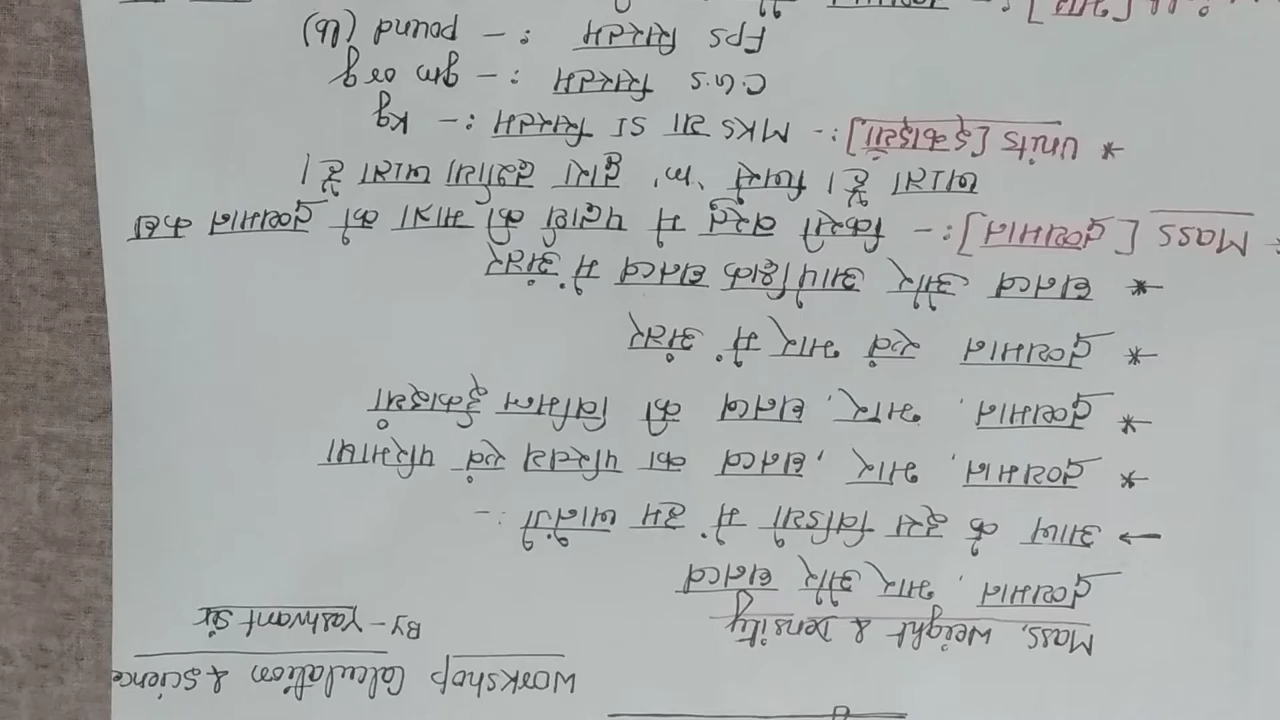 Workshop Calculation & Science
By - Yashwant Sir
Mass, Weight & Density
द्रव्यमान, भार, और घनत्व
→ आज के इस विडियो में हम जानेंगे :-
* द्रव्यमान, भार, घनत्व का परिचय एवं परिभाषा
* द्रव्यमान, भार, घनत्व की विभिन्न ईकाइयाँ
* द्रव्यमान एवं भार में अंतर
* घनत्व और आपेक्षिक घनत्व में अंतर
* Mass [द्रव्यमान] :- किसी वस्तु में पदार्थ की मात्रा को द्रव्यमान कहा
जाता है। जिसे 'm' द्वारा दर्शाया जाता है।
* Units [इकाइयाँ] :- MKS या SI सिस्टम :- kg
C.G.S सिस्टम :- gm or g
FPS सिस्टम :- pound (lb)
[भार] :-